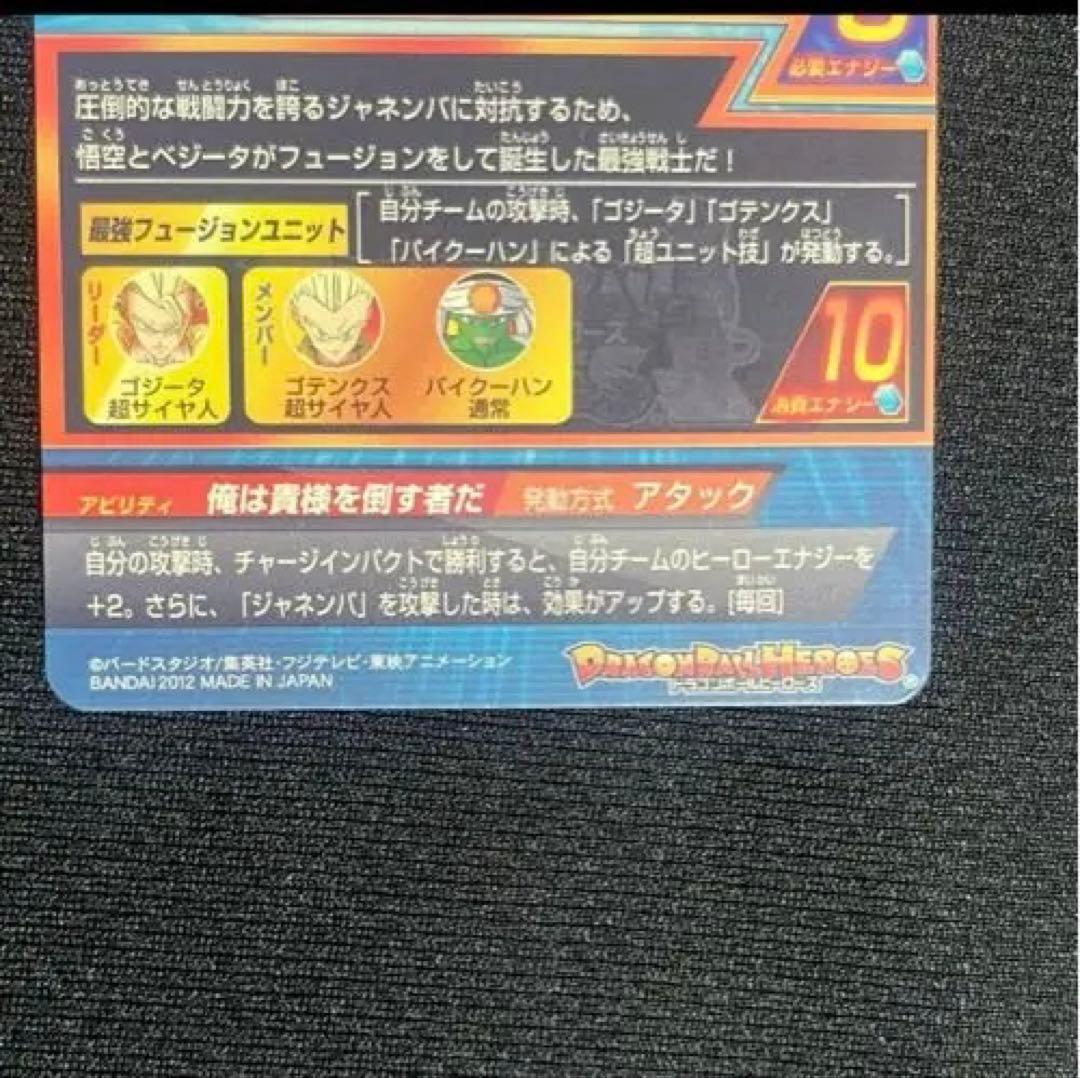 必要エナジー
圧倒的な戦闘力を誇るジャネンバに対抗するため、
悟空とベジータがフュージョンをして誕生した最強戦士だ！
最強フュージョンユニット
自分チームの攻撃時、「ゴジータ」「ゴテンクス」
「パイクーハン」による「超ユニット技」が発動する。
リーダー
ゴジータ
超サイヤ人
メンバー
ゴテンクス
超サイヤ人
パイクーハン
通常
10
必要エナジー
アビリティ 俺は貴様を倒す者だ 発動方式 アタック
自分の攻撃時、チャージインパクトで勝利すると、自分チームのヒーローエナジーを
+2。さらに、「ジャネンバ」を攻撃した時は、効果がアップする。[毎回]
©バードスタジオ/集英社・フジテレビ・東映アニメーション
BANDAI 2012 MADE IN JAPAN
DRAGONBALL HEROES
ドラゴンボールヒーローズ